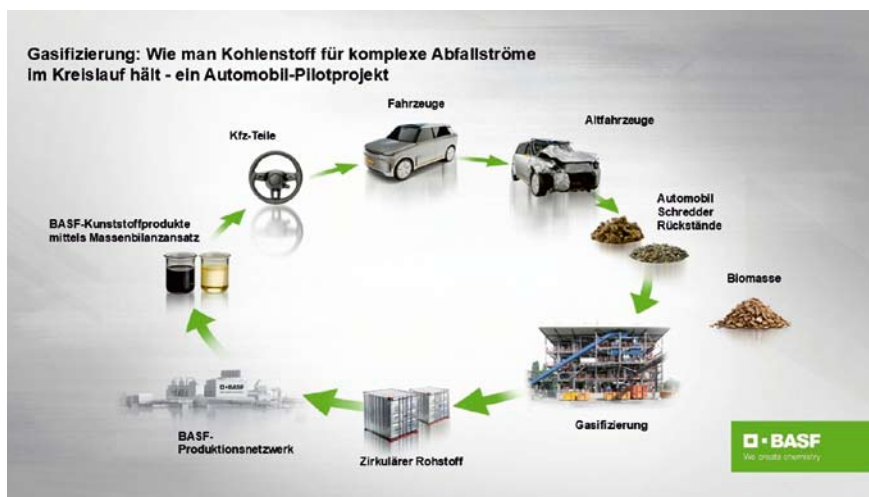 Gasifizierung: Wie man Kohlenstoff für komplexe Abfallströme
im Kreislauf hält - ein Automobil-Pilotprojekt
Fahrzeuge
Altfahrzeuge
Kfz-Teile
Automobil
Schredder
Rückstände
BASF-Kunststoffprodukte
mittels Massenbilanzansatz
Biomasse
BASF
Gasifizierung
BASF-
Produktionsnetzwerk
Zirkulärer Rohstoff
BASF
We create chemistry